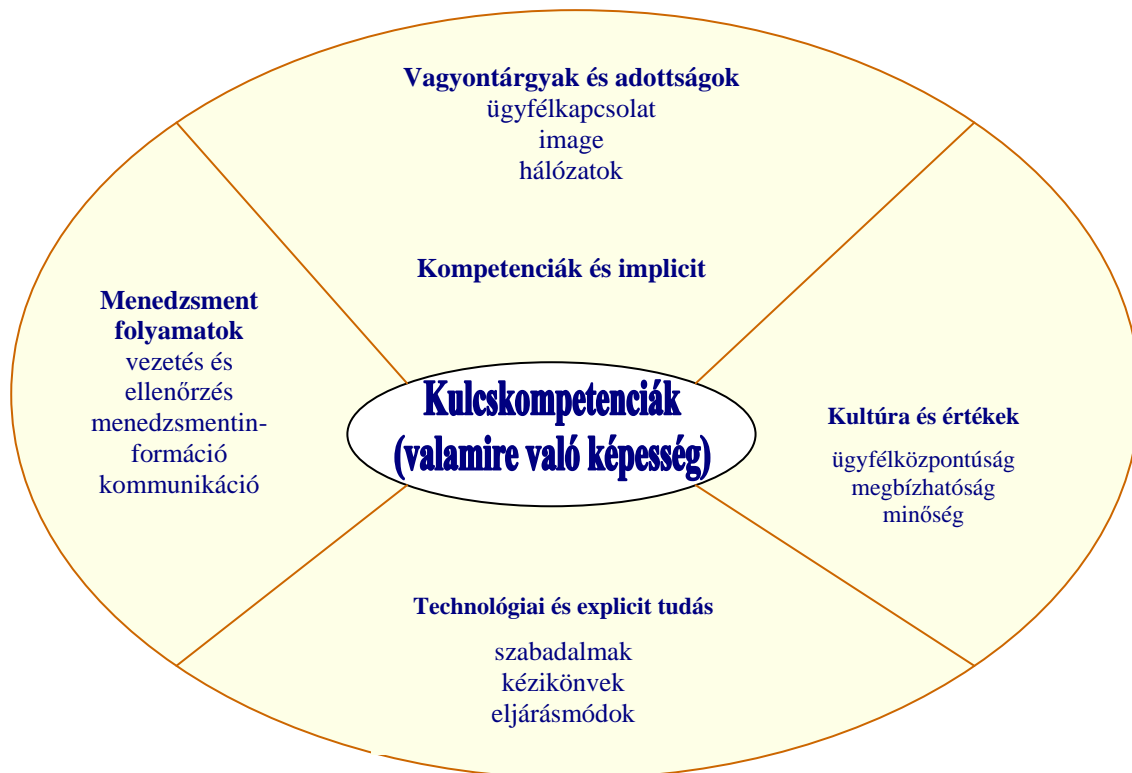 Vagyontárgyak és adottságok
ügyfélkapcsolat
image
hálózatok
Kompetenciák és implicit
Menedzsment
folyamatok
vezetés és
ellenőrzés
menedzsmentin-
formáció
kommunikáció
Kulcskompetenciák
(valamire való képesség)
Kultúra és értékek
ügyfélközpontúság
megbízhatóság
minőség
Technológiai és explicit tudás
szabadalmak
kézikönvek
eljárásmódok